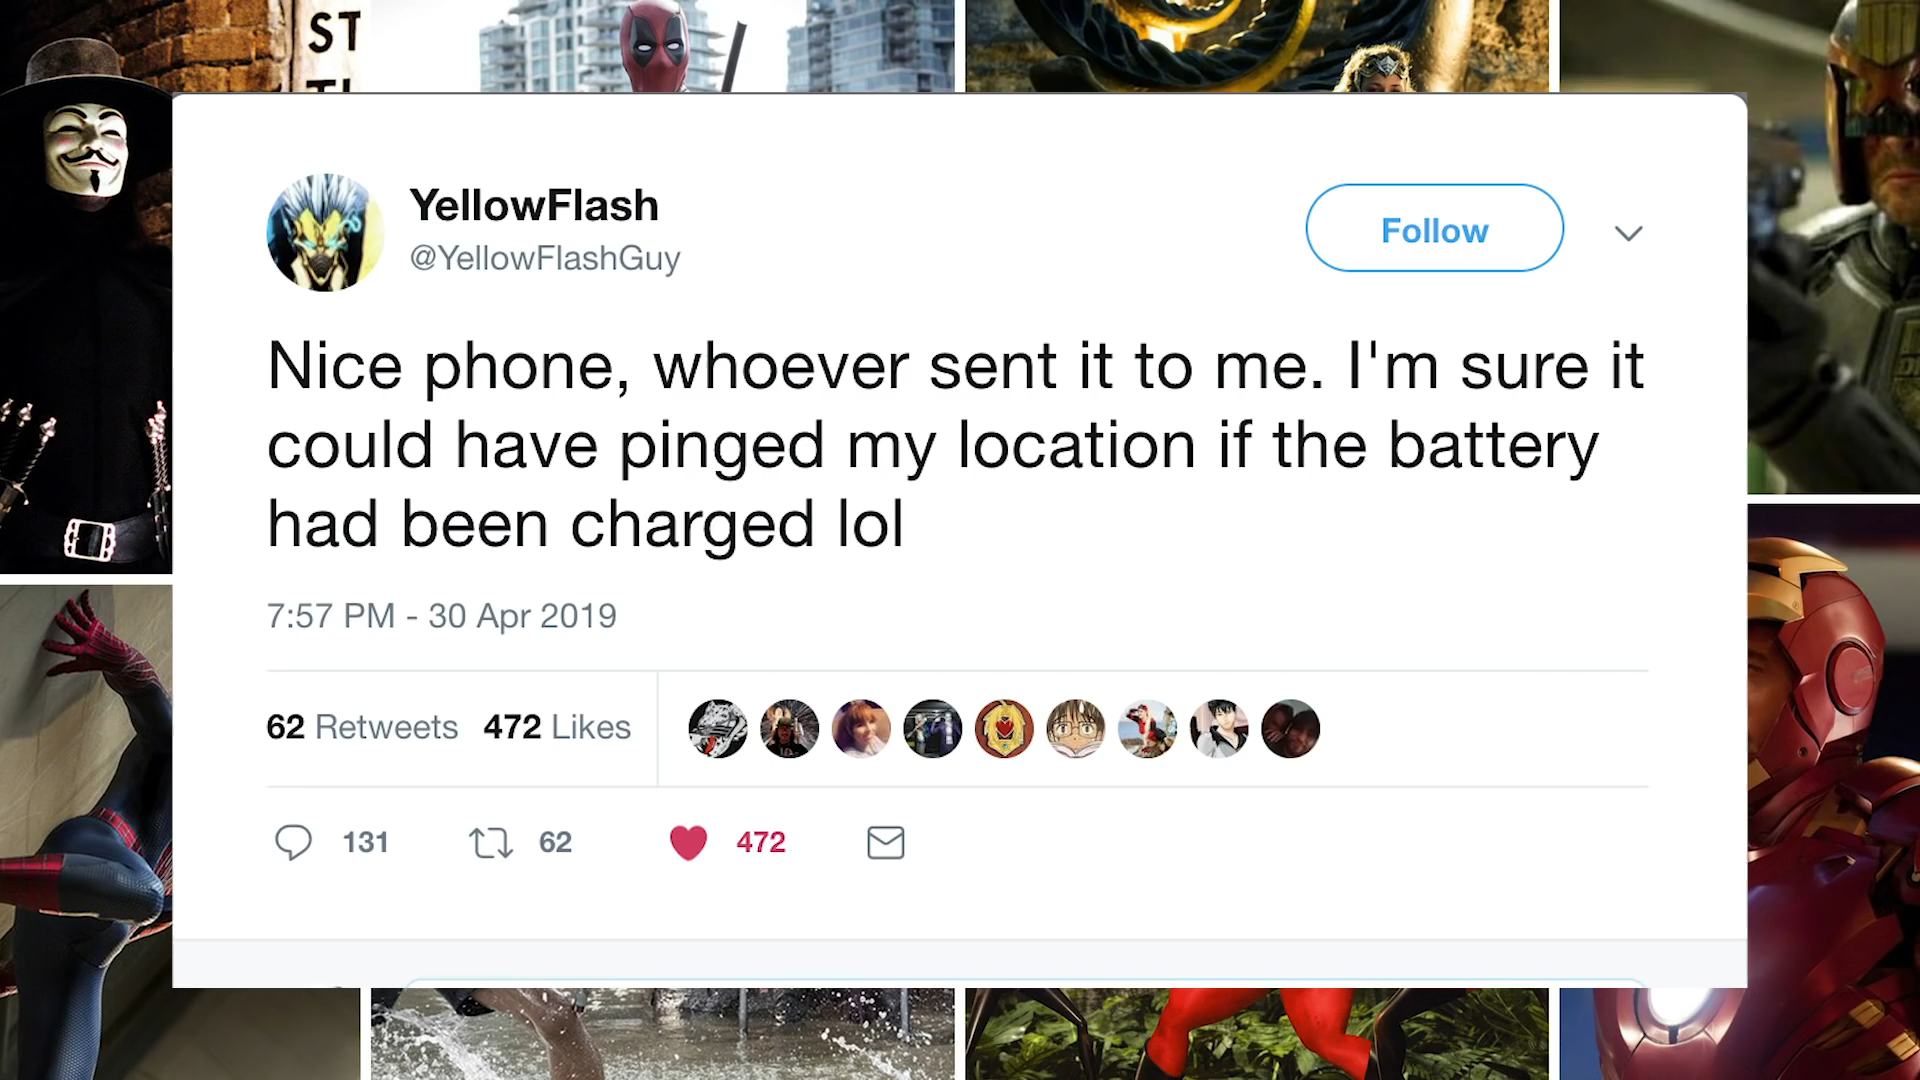 ST
YellowFlash
@YellowFlashGuy
Follow
Nice phone, whoever sent it to me. I'm sure it
could have pinged my location if the battery
had been charged lol
7:57 PM - 30 Apr 2019
62 Retweets 472 Likes
131 62 472